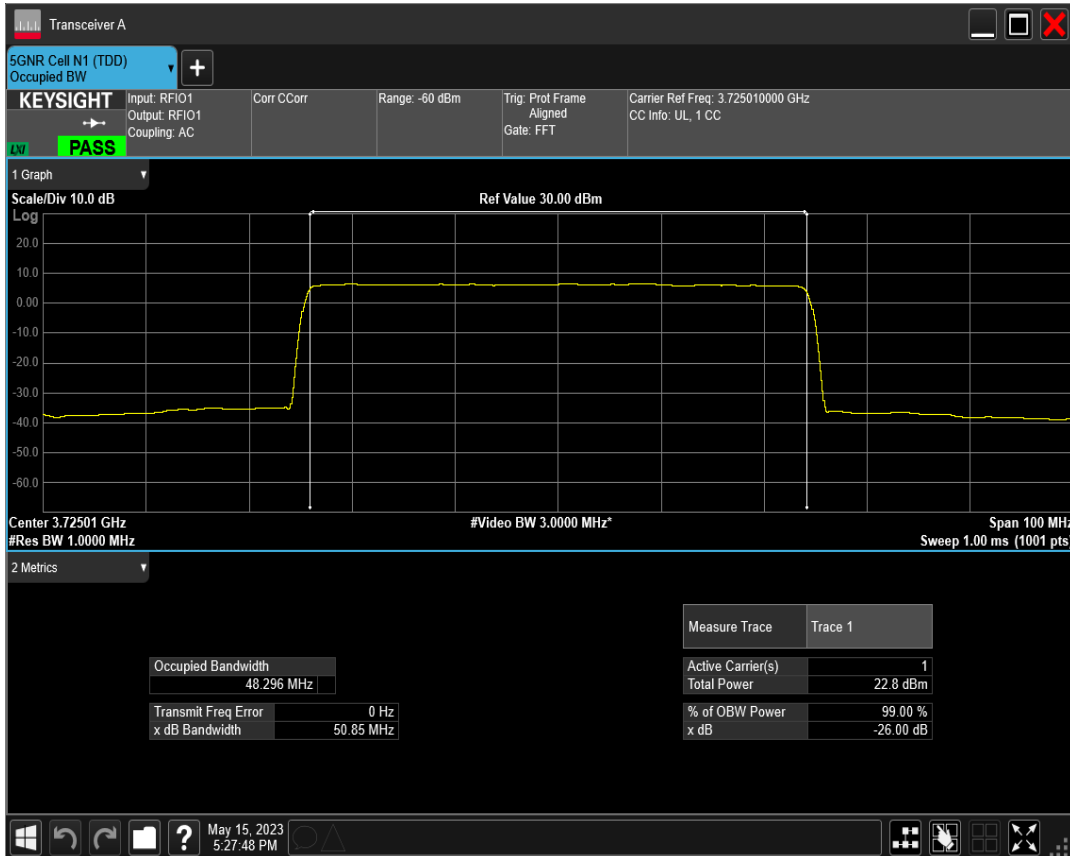 Transceiver A
5GNR Cell N1 (TDD)
Occupied BW
+
KEYSIGHT
LXI
PASS
Input: RFIO1
Output: RFIO1
Coupling: AC
Corr CCorr
Range: -60 dBm
Trig: Prot Frame
Aligned
Gate: FFT
Carrier Ref Freq: 3.725010000 GHz
CC Info: UL, 1 CC
1 Graph
Scale/Div 10.0 dB
Ref Value 30.00 dBm
Log
20.0
10.0
0.00
-10.0
-20.0
-30.0
-40.0
-50.0
-60.0
Center 3.72501 GHz
#Video BW 3.0000 MHz*
Span 100 MHz
#Res BW 1.0000 MHz
Sweep 1.00 ms (1001 pts)
2 Metrics
Measure Trace Trace 1
Occupied Bandwidth
48.296 MHz
Active Carrier(s) 1
Total Power 22.8 dBm
Transmit Freq Error 0 Hz
x dB Bandwidth 50.85 MHz
% of OBW Power 99.00 %
x dB -26.00 dB
?
May 15, 2023
5:27:48 PM